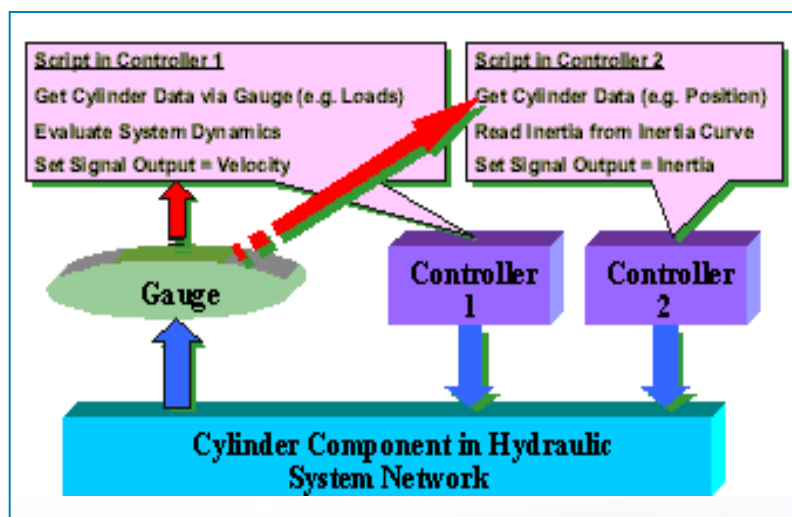 Script in Controller 1
Get Cylinder Data via Gauge (e.g. Loads)
Evaluate System Dynamics
Set Signal Output = Velocity
Script in Controller 2
Get Cylinder Data (e.g. Position)
Read Inertia from Inertia Curve
Set Signal Output = Inertia
Gauge
Controller
1
Controller
2
Cylinder Component in Hydraulic
System Network